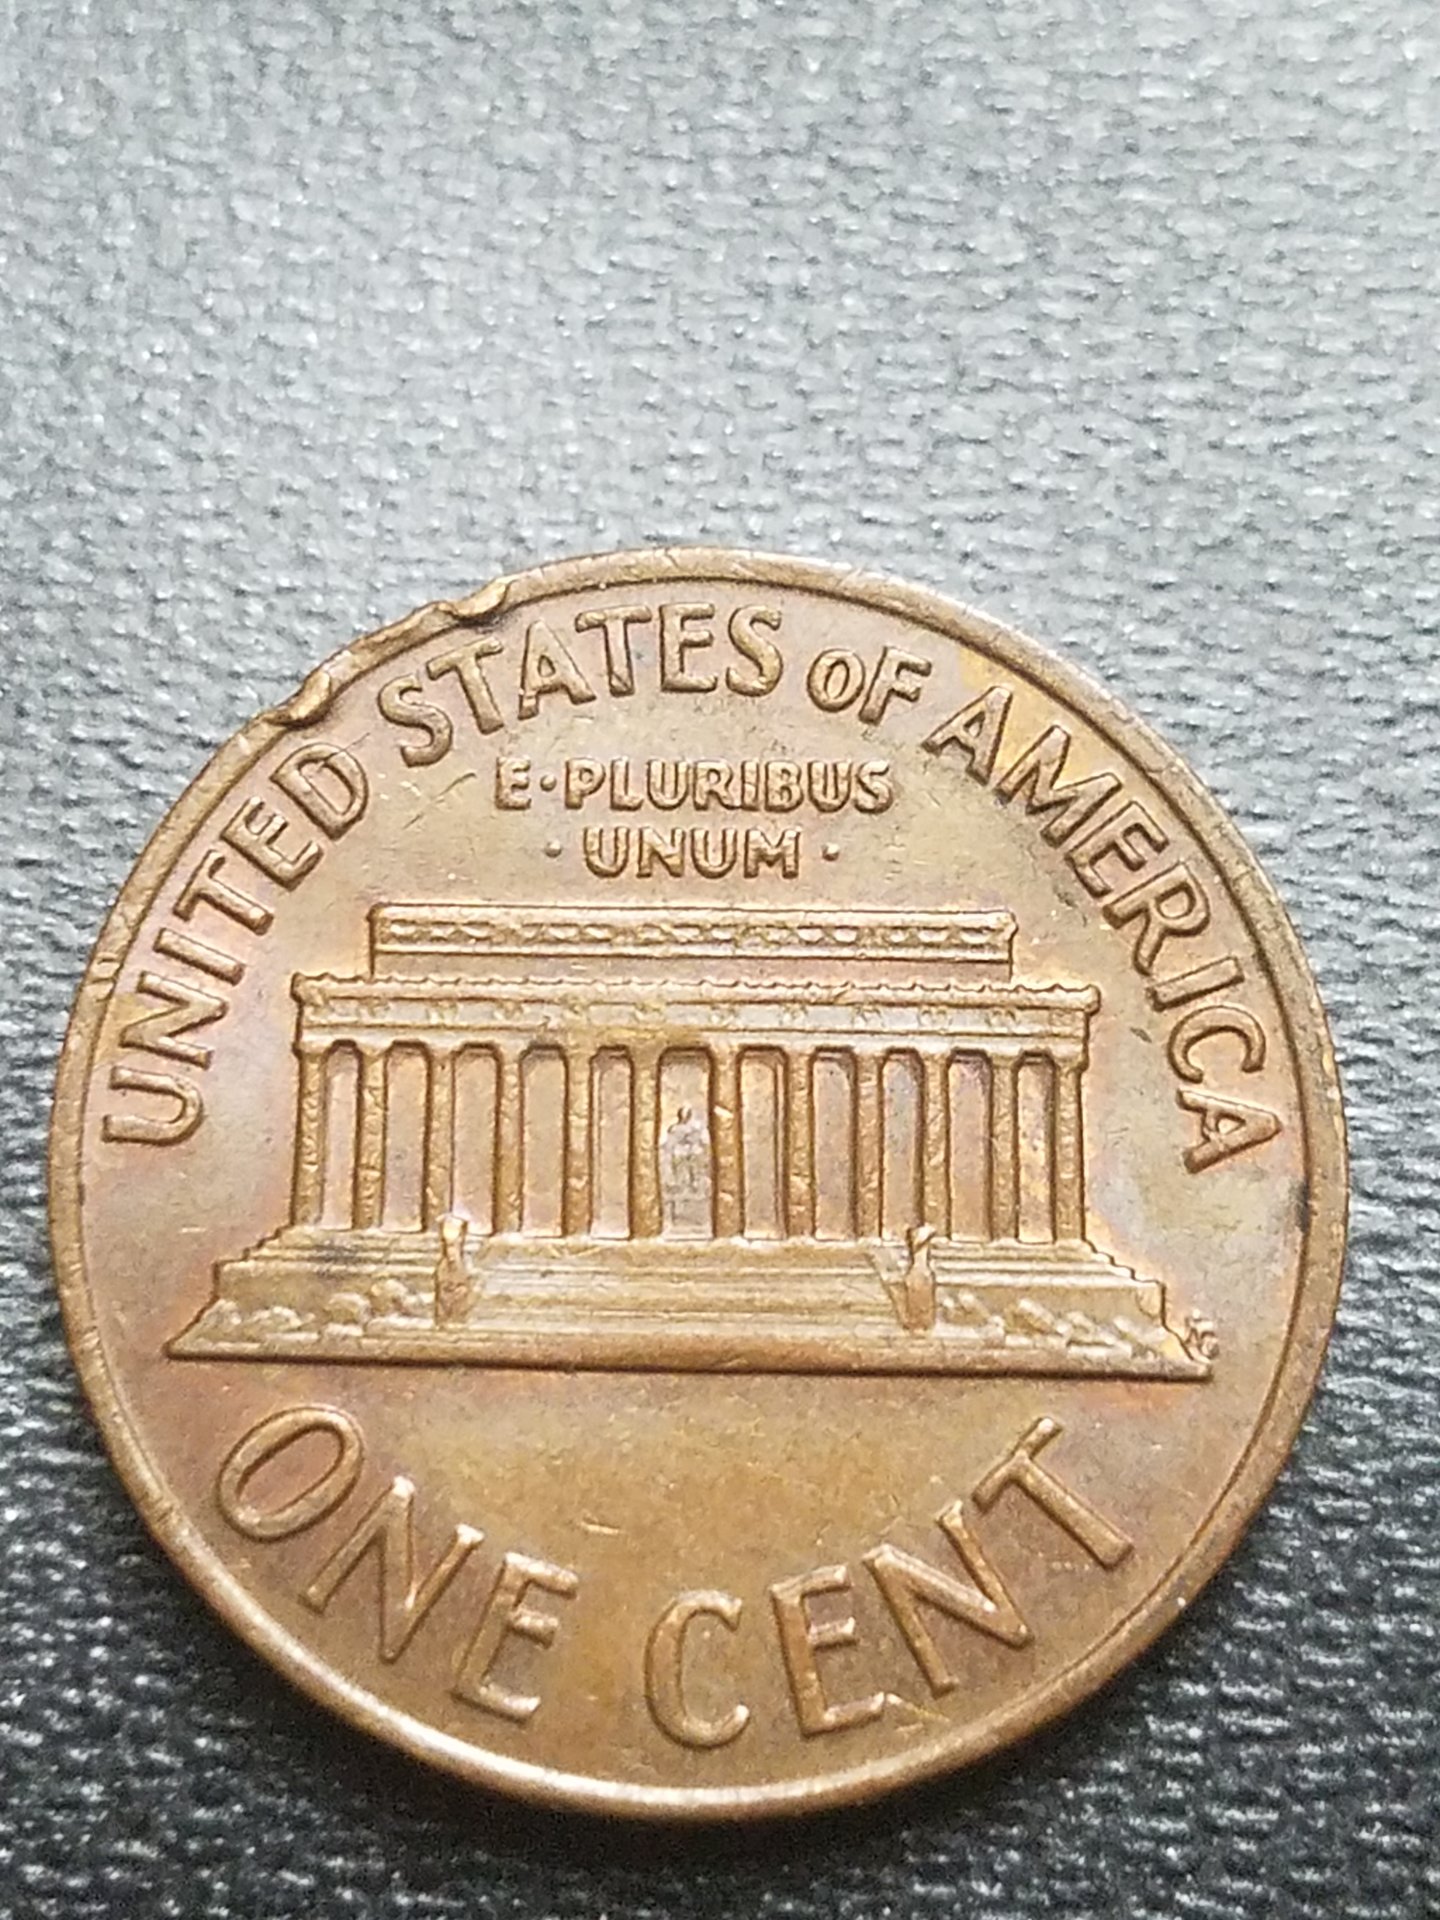 UNITED STATES OF AMERICA
E·PLURIBUS
·UNUM·
ONE CENT